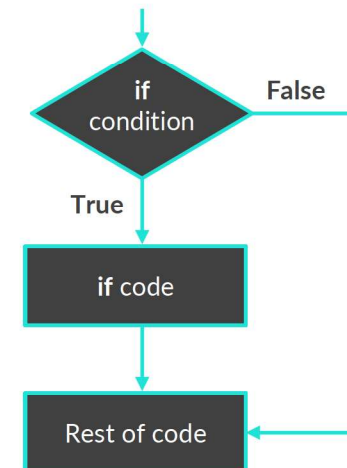 if
condition
False
True
if code
Rest of code